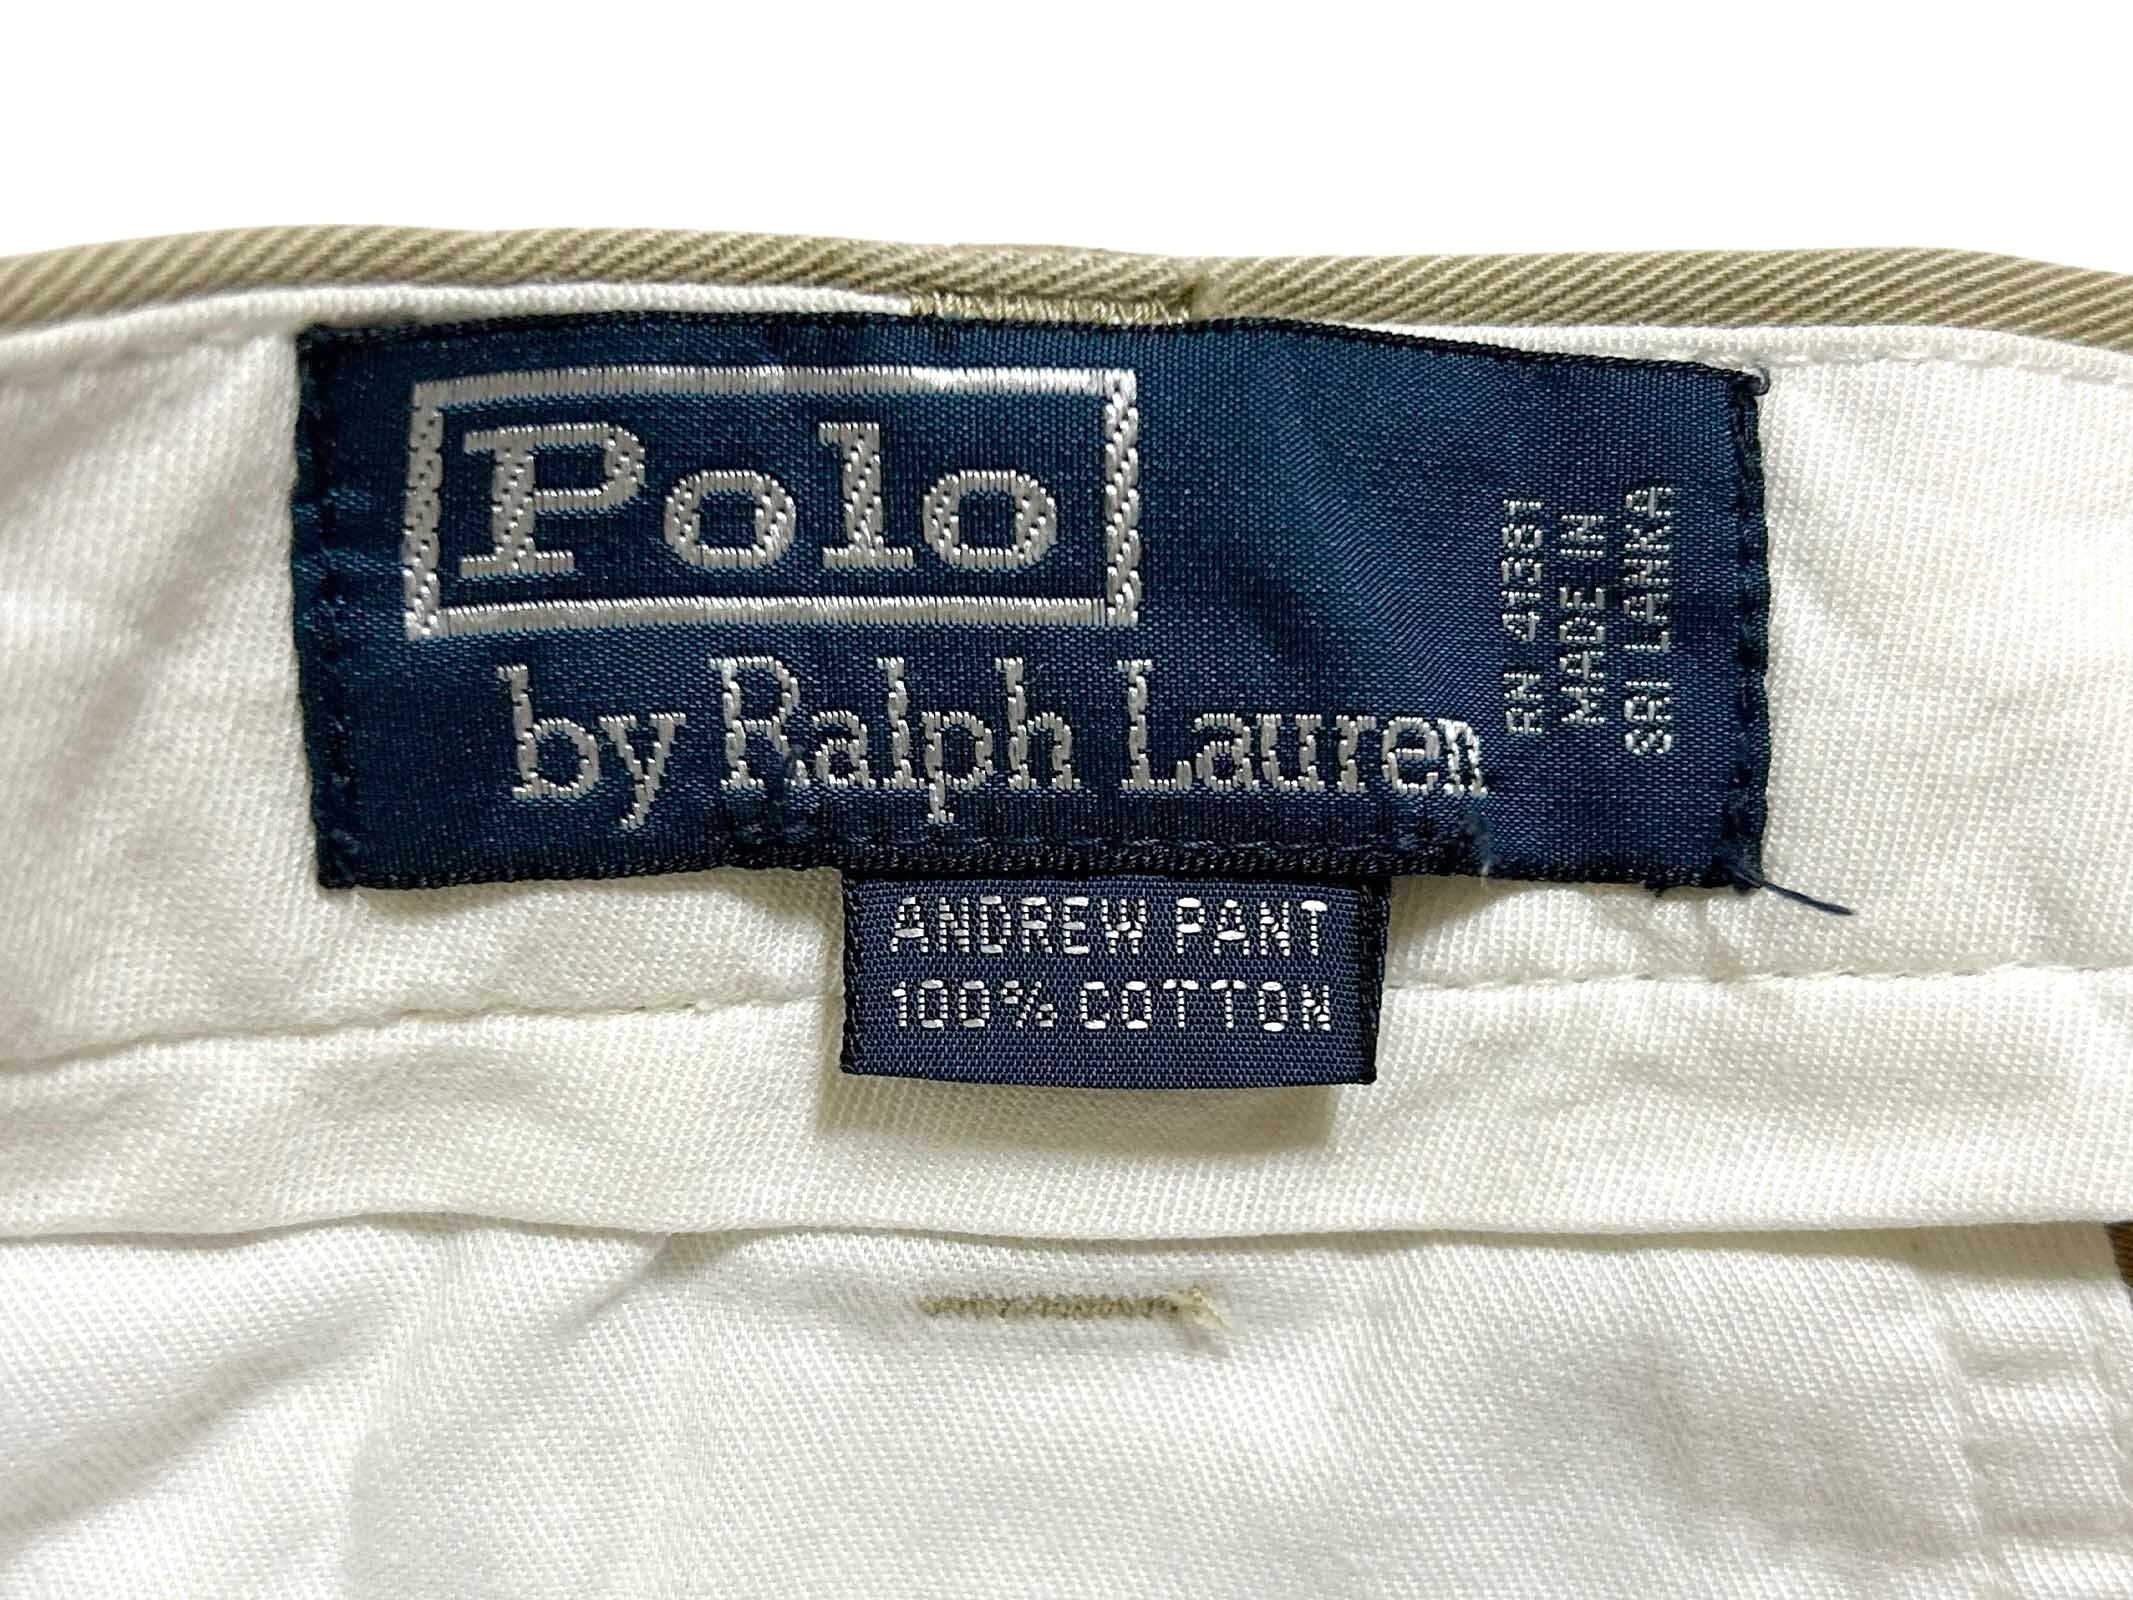 Polo
by Ralph Lauren
RN 41381
MADE IN
SRI LANKA
ANDREW PANT
100% COTTON